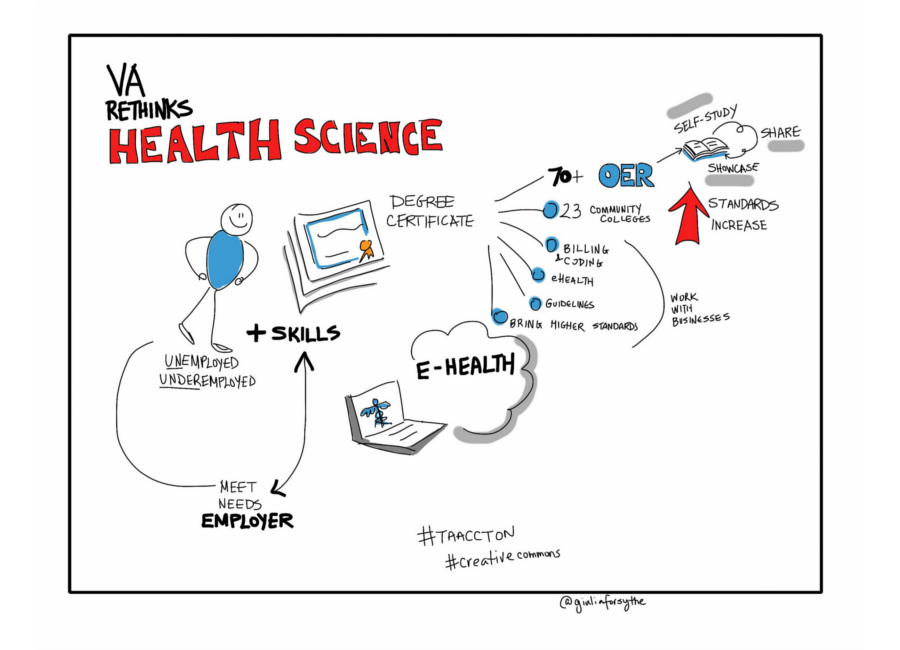 VA
RETHINKS
HEALTH SCIENCE
DEGREE
CERTIFICATE
70+ OER
SELF-STUDY
SHARE
SHOWCASE
STANDARDS
INCREASE
23 COMMUNITY
COLLEGES
BILLING
& CODING
eHEALTH
GUIDELINES
BRING HIGHER STANDARDS
WORK
WITH
BUSINESSES
+ SKILLS
UNEMPLOYED
UNDEREMPLOYED
E-HEALTH
MEET
NEEDS
EMPLOYER
#TAACCTON
#creative commons
@giuliaforsythe